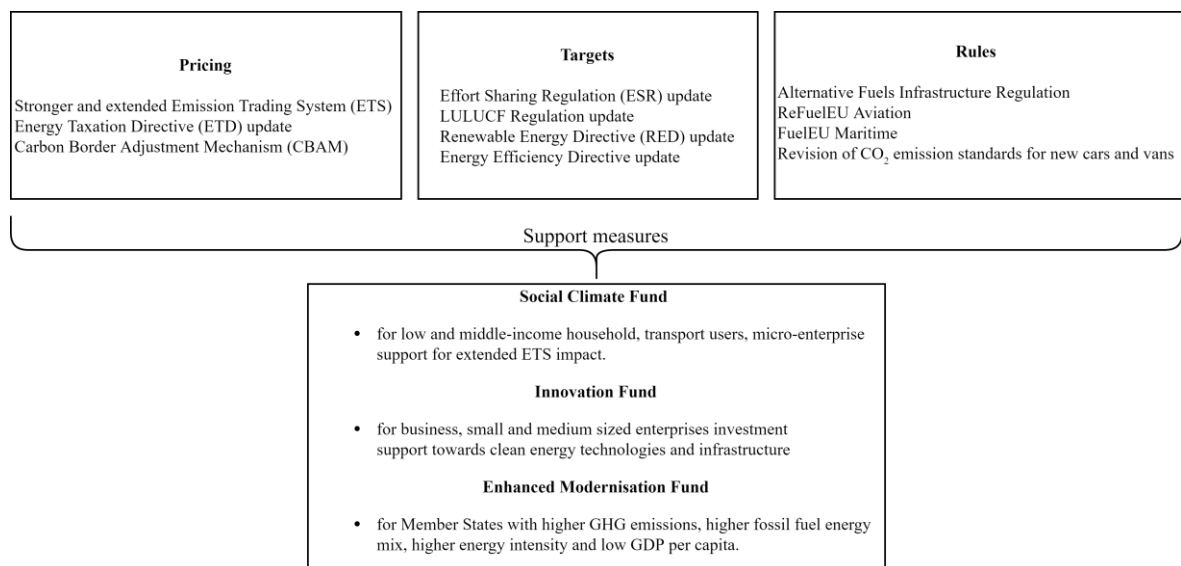 Pricing
Stronger and extended Emission Trading System (ETS)
Energy Taxation Directive (ETD) update
Carbon Border Adjustment Mechanism (CBAM)
Targets
Effort Sharing Regulation (ESR) update
LULUCF Regulation update
Renewable Energy Directive (RED) update
Energy Efficiency Directive update
Rules
Alternative Fuels Infrastructure Regulation
ReFuelEU Aviation
FuelEU Maritime
Revision of CO₂ emission standards for new cars and vans
Support measures
Social Climate Fund
• for low and middle-income household, transport users, micro-enterprise
support for extended ETS impact.
Innovation Fund
• for business, small and medium sized enterprises investment
support towards clean energy technologies and infrastructure
Enhanced Modernisation Fund
• for Member States with higher GHG emissions, higher fossil fuel energy
mix, higher energy intensity and low GDP per capita.